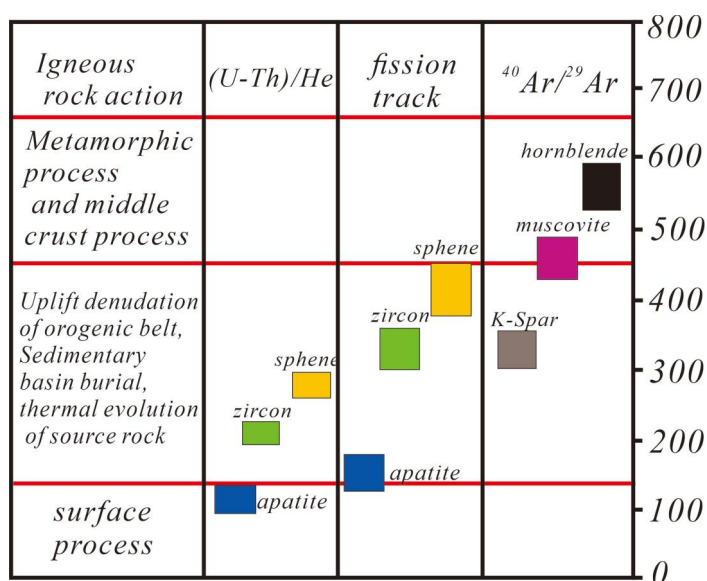 Igneous
rock action
(U-Th)/He
fission
track
40Ar/29Ar
800
700
Metamorphic
process
and middle
crust process
hornblende
muscovite
sphene
600
500
Uplift denudation
of orogenic belt,
Sedimentary
basin burial,
thermal evolution
of source rock
sphene
zircon
zircon
K-Spar
apatite
400
300
200
surface
process
apatite
100
0